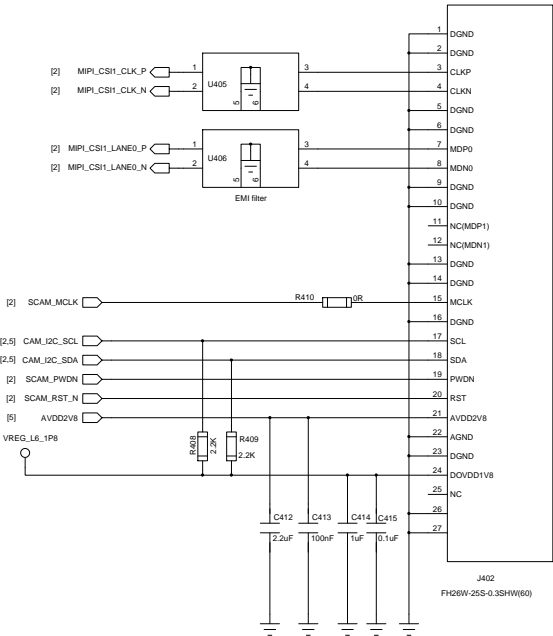 1 DGND
2 DGND
[2] MIPI_CSI1_CLK_P 1 3 3 CLKP
U405
[2] MIPI_CSI1_CLK_N 2 4 4 CLKN
5 6
5 DGND
6 DGND
[2] MIPI_CSI1_LANE0_P 1 3 7 MDP0
U406
[2] MIPI_CSI1_LANE0_N 2 4 8 MDN0
5 6
9 DGND
EMI filter
10 DGND
11 NC(MDP1)
12 NC(MDN1)
13 DGND
14 DGND
[2] SCAM_MCLK R410 0R 15 MCLK
16 DGND
[2,5] CAM_I2C_SCL 17 SCL
[2,5] CAM_I2C_SDA 18 SDA
[2] SCAM_PWDN 19 PWDN
[2] SCAM_RST_N 20 RST
[5] AVDD2V8 21 AVDD2V8
VREG_L6_1P8
22 AGND
R408 2.2K R409
2.2K
23 DGND
24 DOVDD1V8
25 NC
26
C412 C413 C414 C415
27
2.2uF 100nF 1uF 0.1uF
J402
FH26W-25S-0.3SHW(60)